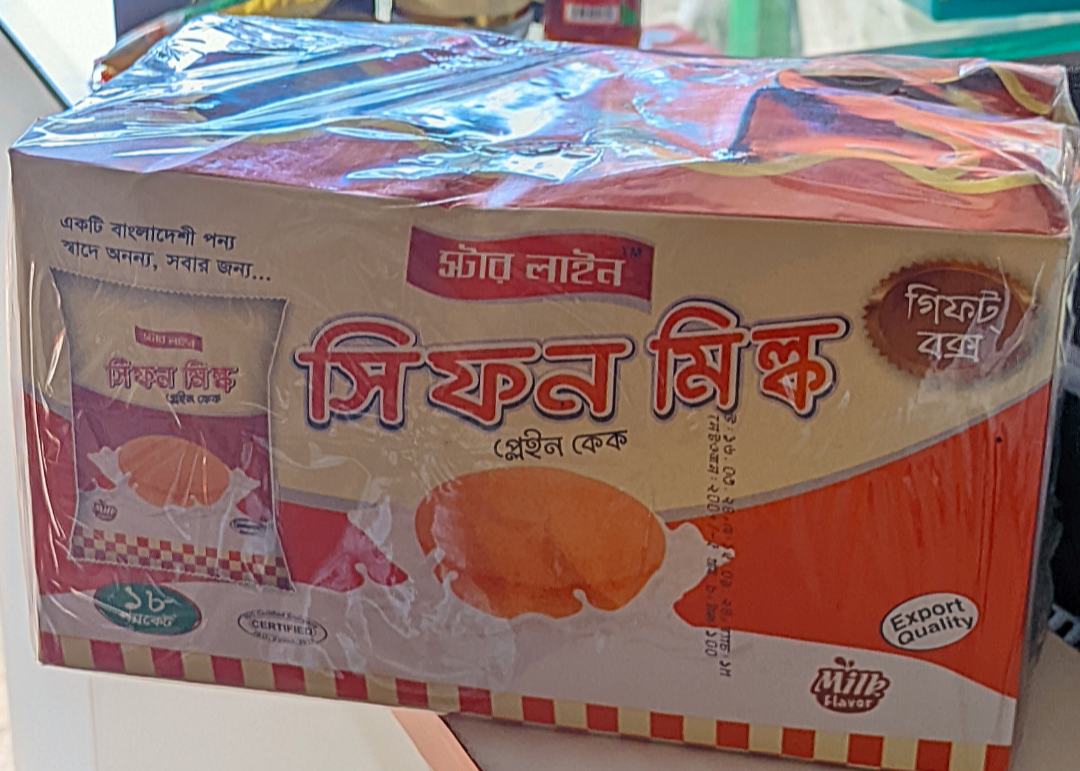 একটি বাংলাদেশী পন্য
স্বাদে অনন্য, সবার জন্য...
স্টার লাইন TM
গিফট
বক্স
সিফন মিল্ক
প্লেইন কেক
স্টার লাইন
সিফন মিল্ক
প্লেইন কেক
Milk
১৮
প্যাকেট
CERTIFIED
Export
Quality
Milk
Flavor